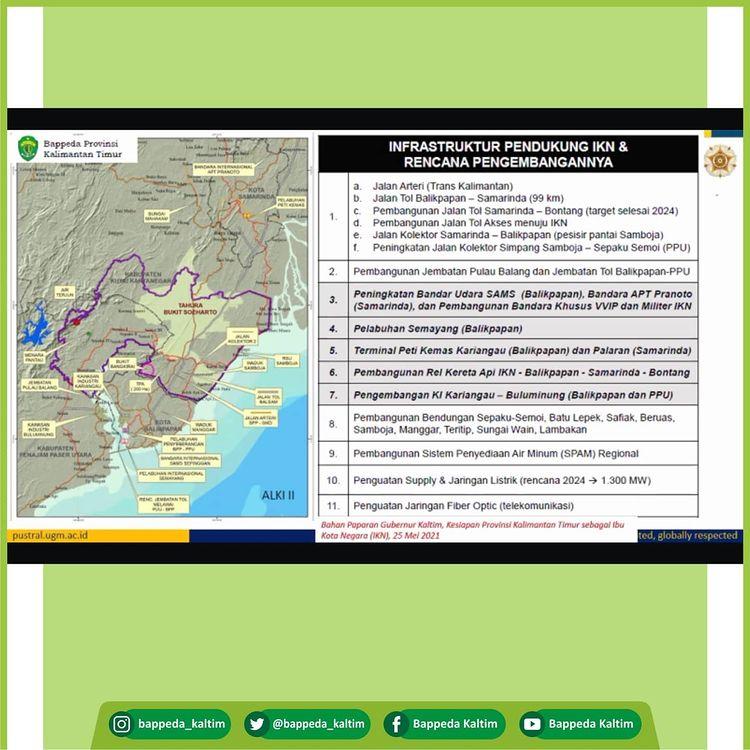 Bappeda Provinsi
Kalimantan Timur
BANDARA INTERNASIONAL
APT PRANOTO
KOTA
SAMARINDA
PELABUHAN
PETI KEMAS
SUNGAI
MAHAKAM
KABUPATEN
KUTAI KARTANEGARA
AIR
TERJUN
TAHURA
BUKIT SOEHARTO
JALAN
KOLEKTOR 2
MENARA
PANTAU
BUKIT
BANGKIRAI
WADUK
SAMBOJA
RSU
SAMBOJA
JEMBATAN
PULAU BALANG
KAWASAN
INDUSTRI
KARIANGAU
TPA
(200 Ha)
JALAN TOL
BALSAM
JALAN ARTERI
BPP - SMD
KAWASAN
INDUSTRI
BULUMINUNG
KOTA
BALIKPAPAN
WADUK
MANGGAR
PELABUHAN
PENYEBERANGAN
BPP - PPU
KABUPATEN
PENAJAM PASER UTARA
BANDARA INTERNASIONAL
SAMS SEPINGGAN
PELABUHAN INTERNASIONAL
SEMAYANG
RENC. JEMBATAN TOL
MELAWAI
PUU - BPP
ALKI II
INFRASTRUKTUR PENDUKUNG IKN &
RENCANA PENGEMBANGANNYA
1.
a. Jalan Arteri (Trans Kalimantan)
b. Jalan Tol Balikpapan – Samarinda (99 km)
c. Pembangunan Jalan Tol Samarinda – Bontang (target selesai 2024)
d. Pembangunan Jalan Tol Akses menuju IKN
e. Jalan Kolektor Samarinda - Balikpapan (pesisir pantai Samboja)
f. Peningkatan Jalan Kolektor Simpang Samboja – Sepaku Semoi (PPU)
2. Pembangunan Jembatan Pulau Balang dan Jembatan Tol Balikpapan-PPU
3. Peningkatan Bandar Udara SAMS (Balikpapan), Bandara APT Pranoto
(Samarinda), dan Pembangunan Bandara Khusus VVIP dan Militer IKN
4. Pelabuhan Semayang (Balikpapan)
5. Terminal Peti Kemas Kariangau (Balikpapan) dan Palaran (Samarinda)
6. Pembangunan Rel Kereta Api IKN - Balikpapan - Samarinda - Bontang
7. Pengembangan KI Kariangau – Buluminung (Balikpapan dan PPU)
8. Pembangunan Bendungan Sepaku-Semoi, Batu Lepek, Safiak, Beruas,
Samboja, Manggar, Teritip, Sungai Wain, Lambakan
9. Pembangunan Sistem Penyediaan Air Minum (SPAM) Regional
10. Penguatan Supply & Jaringan Listrik (rencana 2024 → 1.300 MW)
11. Penguatan Jaringan Fiber Optic (telekomunikasi)
Bahan Paparan Gubernur Kaltim, Kesiapan Provinsi Kalimantan Timur sebagai Ibu
Kota Negara (IKN), 25 Mei 2021
pustral.ugm.ac.id
ted, globally respected
bappeda_kaltim
@bappeda_kaltim
Bappeda Kaltim
Bappeda Kaltim